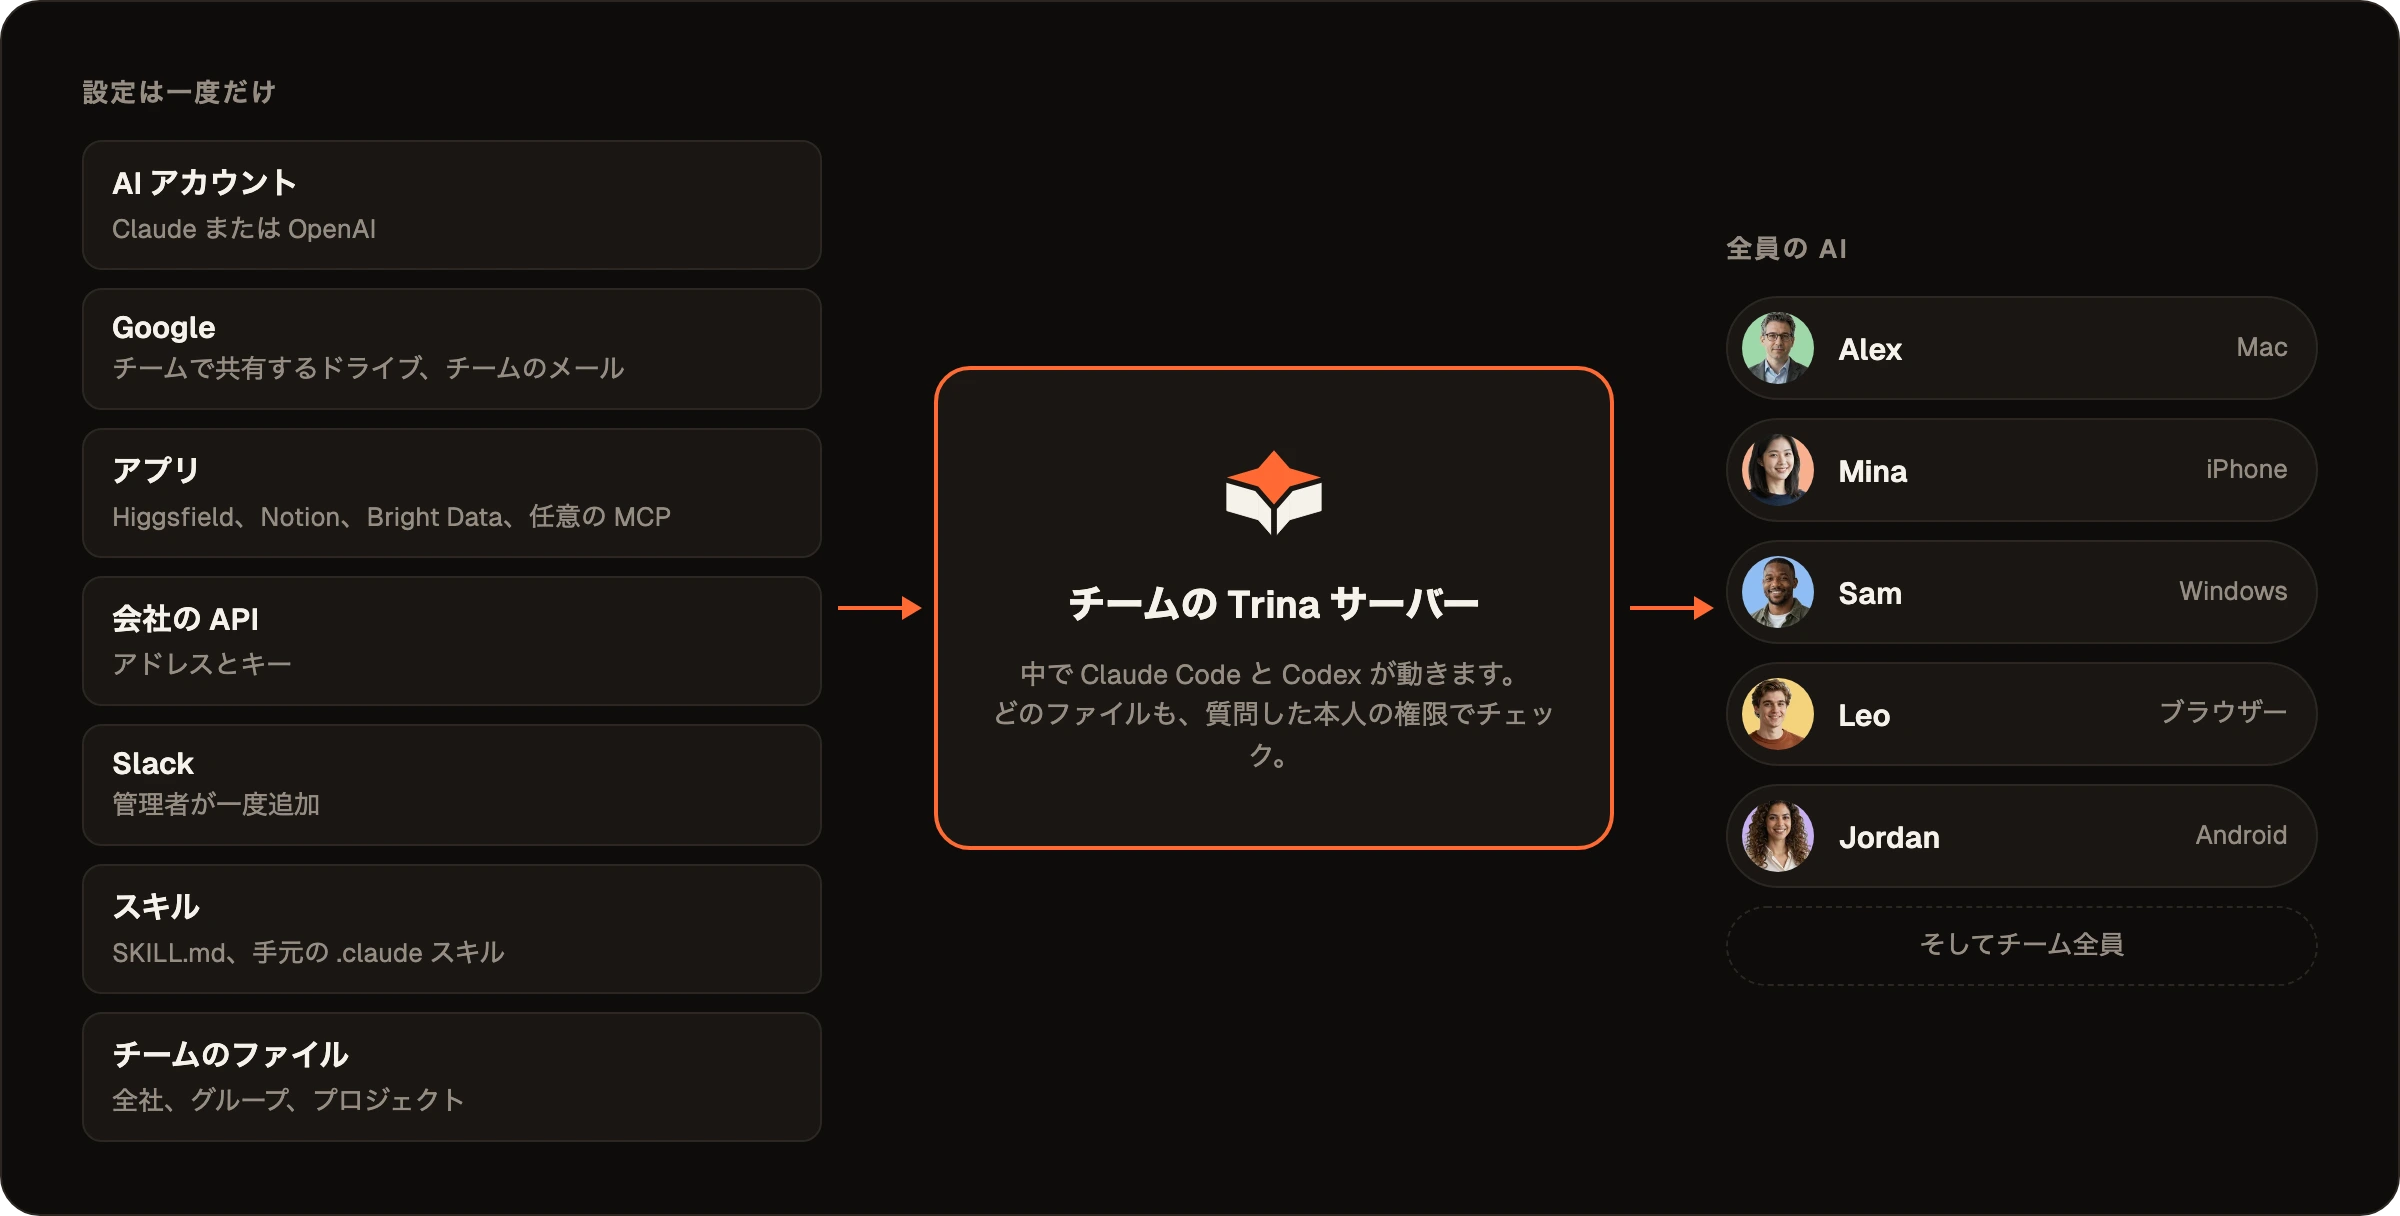 設定は一度だけ
AI アカウント
Claude または OpenAI
Google
チームで共有するドライブ、チームのメール
アプリ
Higgsfield、Notion、Bright Data、任意の MCP
会社の API
アドレスとキー
Slack
管理者が一度追加
スキル
SKILL.md、手元の .claude スキル
チームのファイル
全社、グループ、プロジェクト
チームの Trina サーバー
中で Claude Code と Codex が動きます。
どのファイルも、質問した本人の権限でチェッ
ク。
全員の AI
Alex
Mac
Mina
iPhone
Sam
Windows
Leo
ブラウザー
Jordan
Android
そしてチーム全員